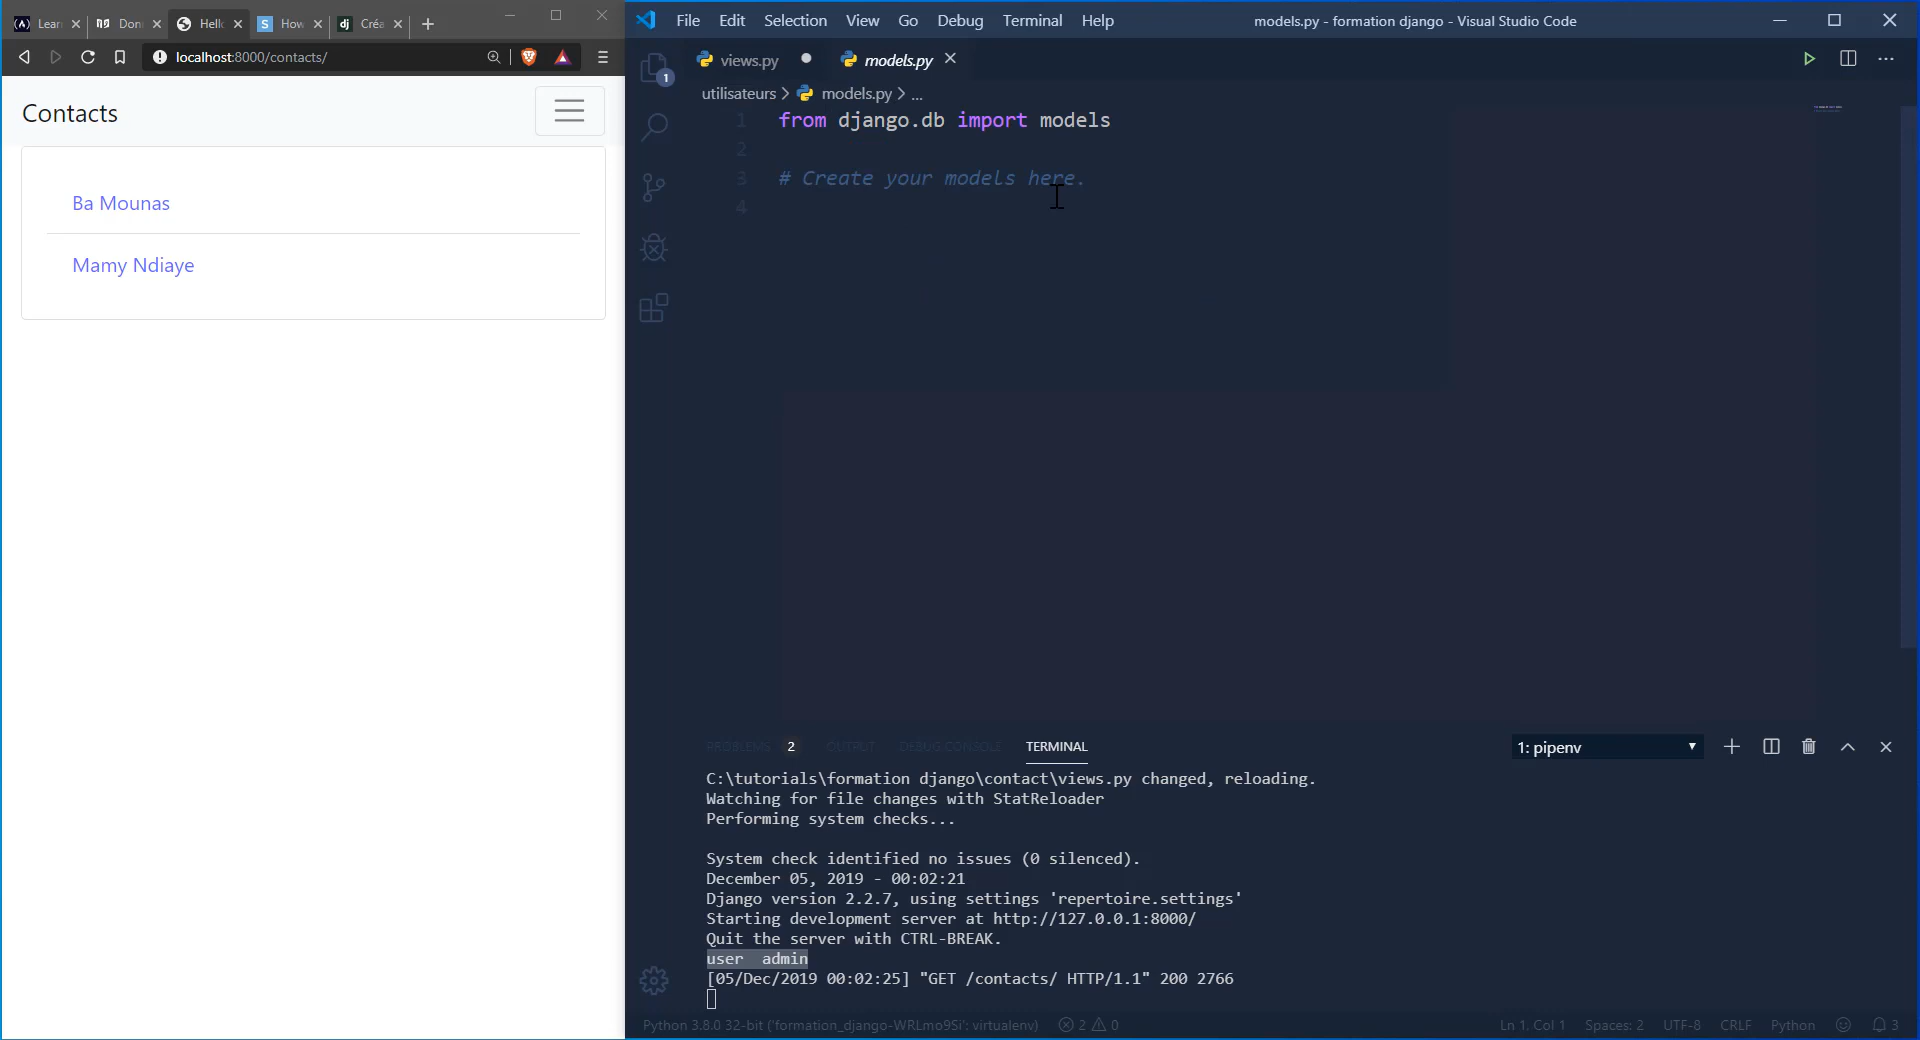 Lear
Don
Hell
How
Créa
localhost:8000/contacts/
Contacts
Ba Mounas
Mamy Ndiaye
File Edit Selection View Go Debug Terminal Help
models.py - formation django - Visual Studio Code
1
views.py
models.py
utilisateurs > models.py > ...
1 from django.db import models
2
3 # Create your models here.
4
PROBLEMS 2 OUTPUT DEBUG CONSOLE TERMINAL
1: pipenv
C:\tutorials\formation django\contact\views.py changed, reloading.
Watching for file changes with StatReloader
Performing system checks...
System check identified no issues (0 silenced).
December 05, 2019 - 00:02:21
Django version 2.2.7, using settings 'repertoire.settings'
Starting development server at http://127.0.0.1:8000/
Quit the server with CTRL-BREAK.
user admin
[05/Dec/2019 00:02:25] "GET /contacts/ HTTP/1.1" 200 2766
Python 3.8.0 32-bit ('formation_django-WRLmo9Si': virtualenv) 2 0
Ln 1, Col 1 Spaces: 2 UTF-8 CRLF Python 3